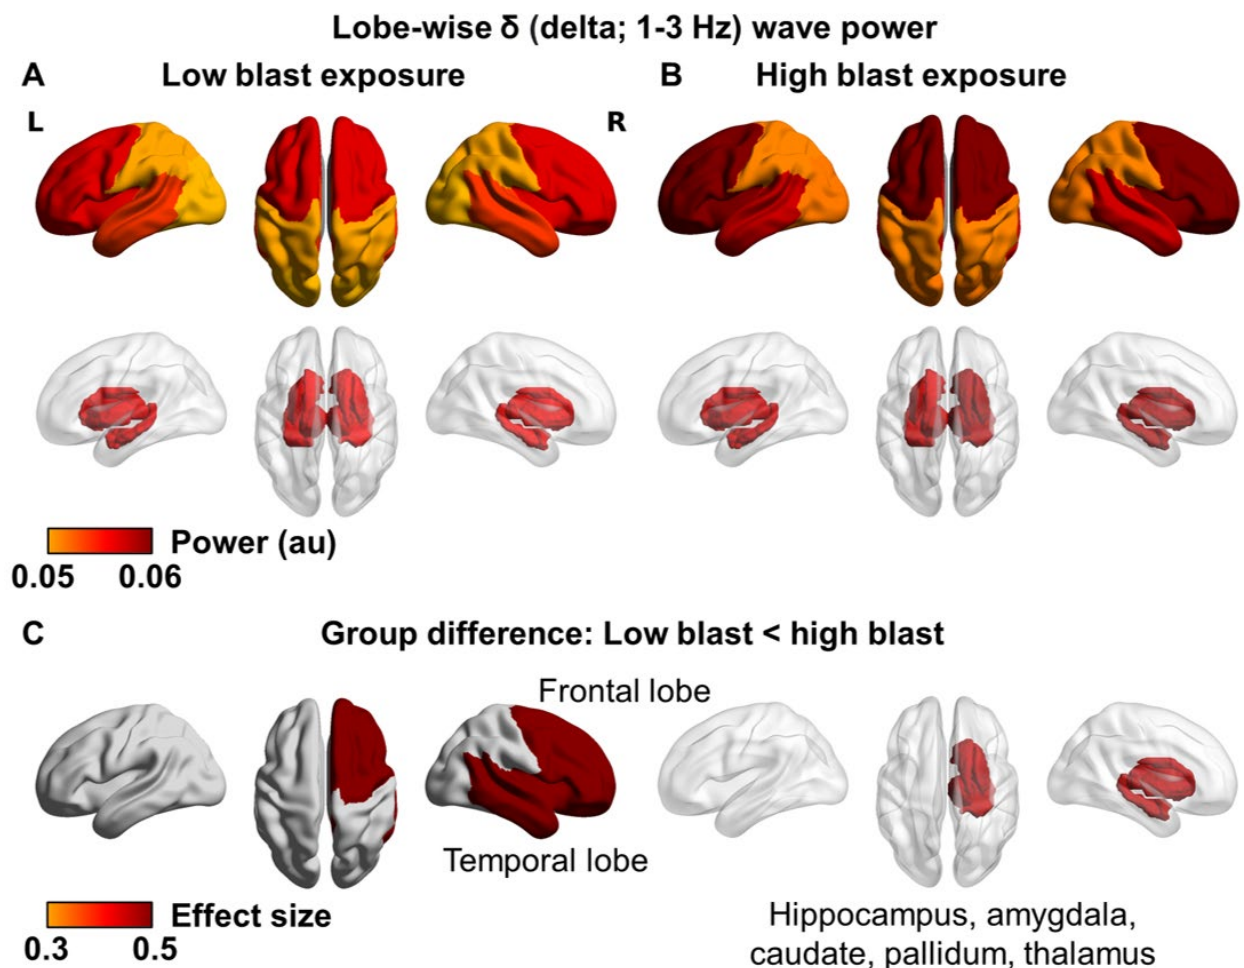 Lobe-wise δ (delta; 1-3 Hz) wave power
A Low blast exposure
B High blast exposure
L
R
Power (au)
0.05 0.06
C Group difference: Low blast < high blast
Frontal lobe
Temporal lobe
Effect size
0.3 0.5
Hippocampus, amygdala,
caudate, pallidum, thalamus